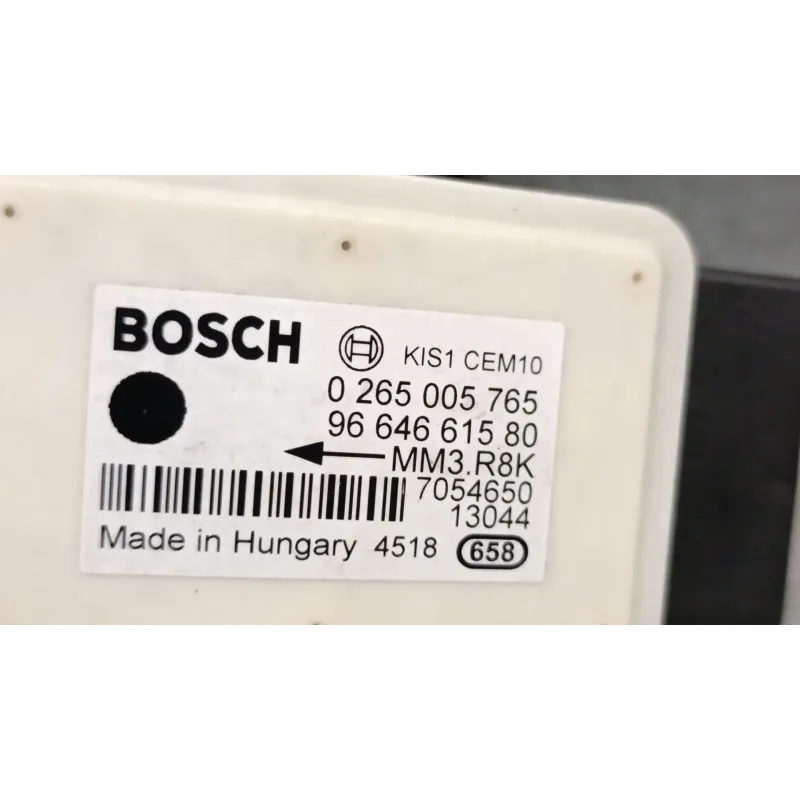 BOSCH KIS1 CEM10
0 265 005 765
96 646 615 80
MM3.R8K
7054650
13044
Made in Hungary 4518 658